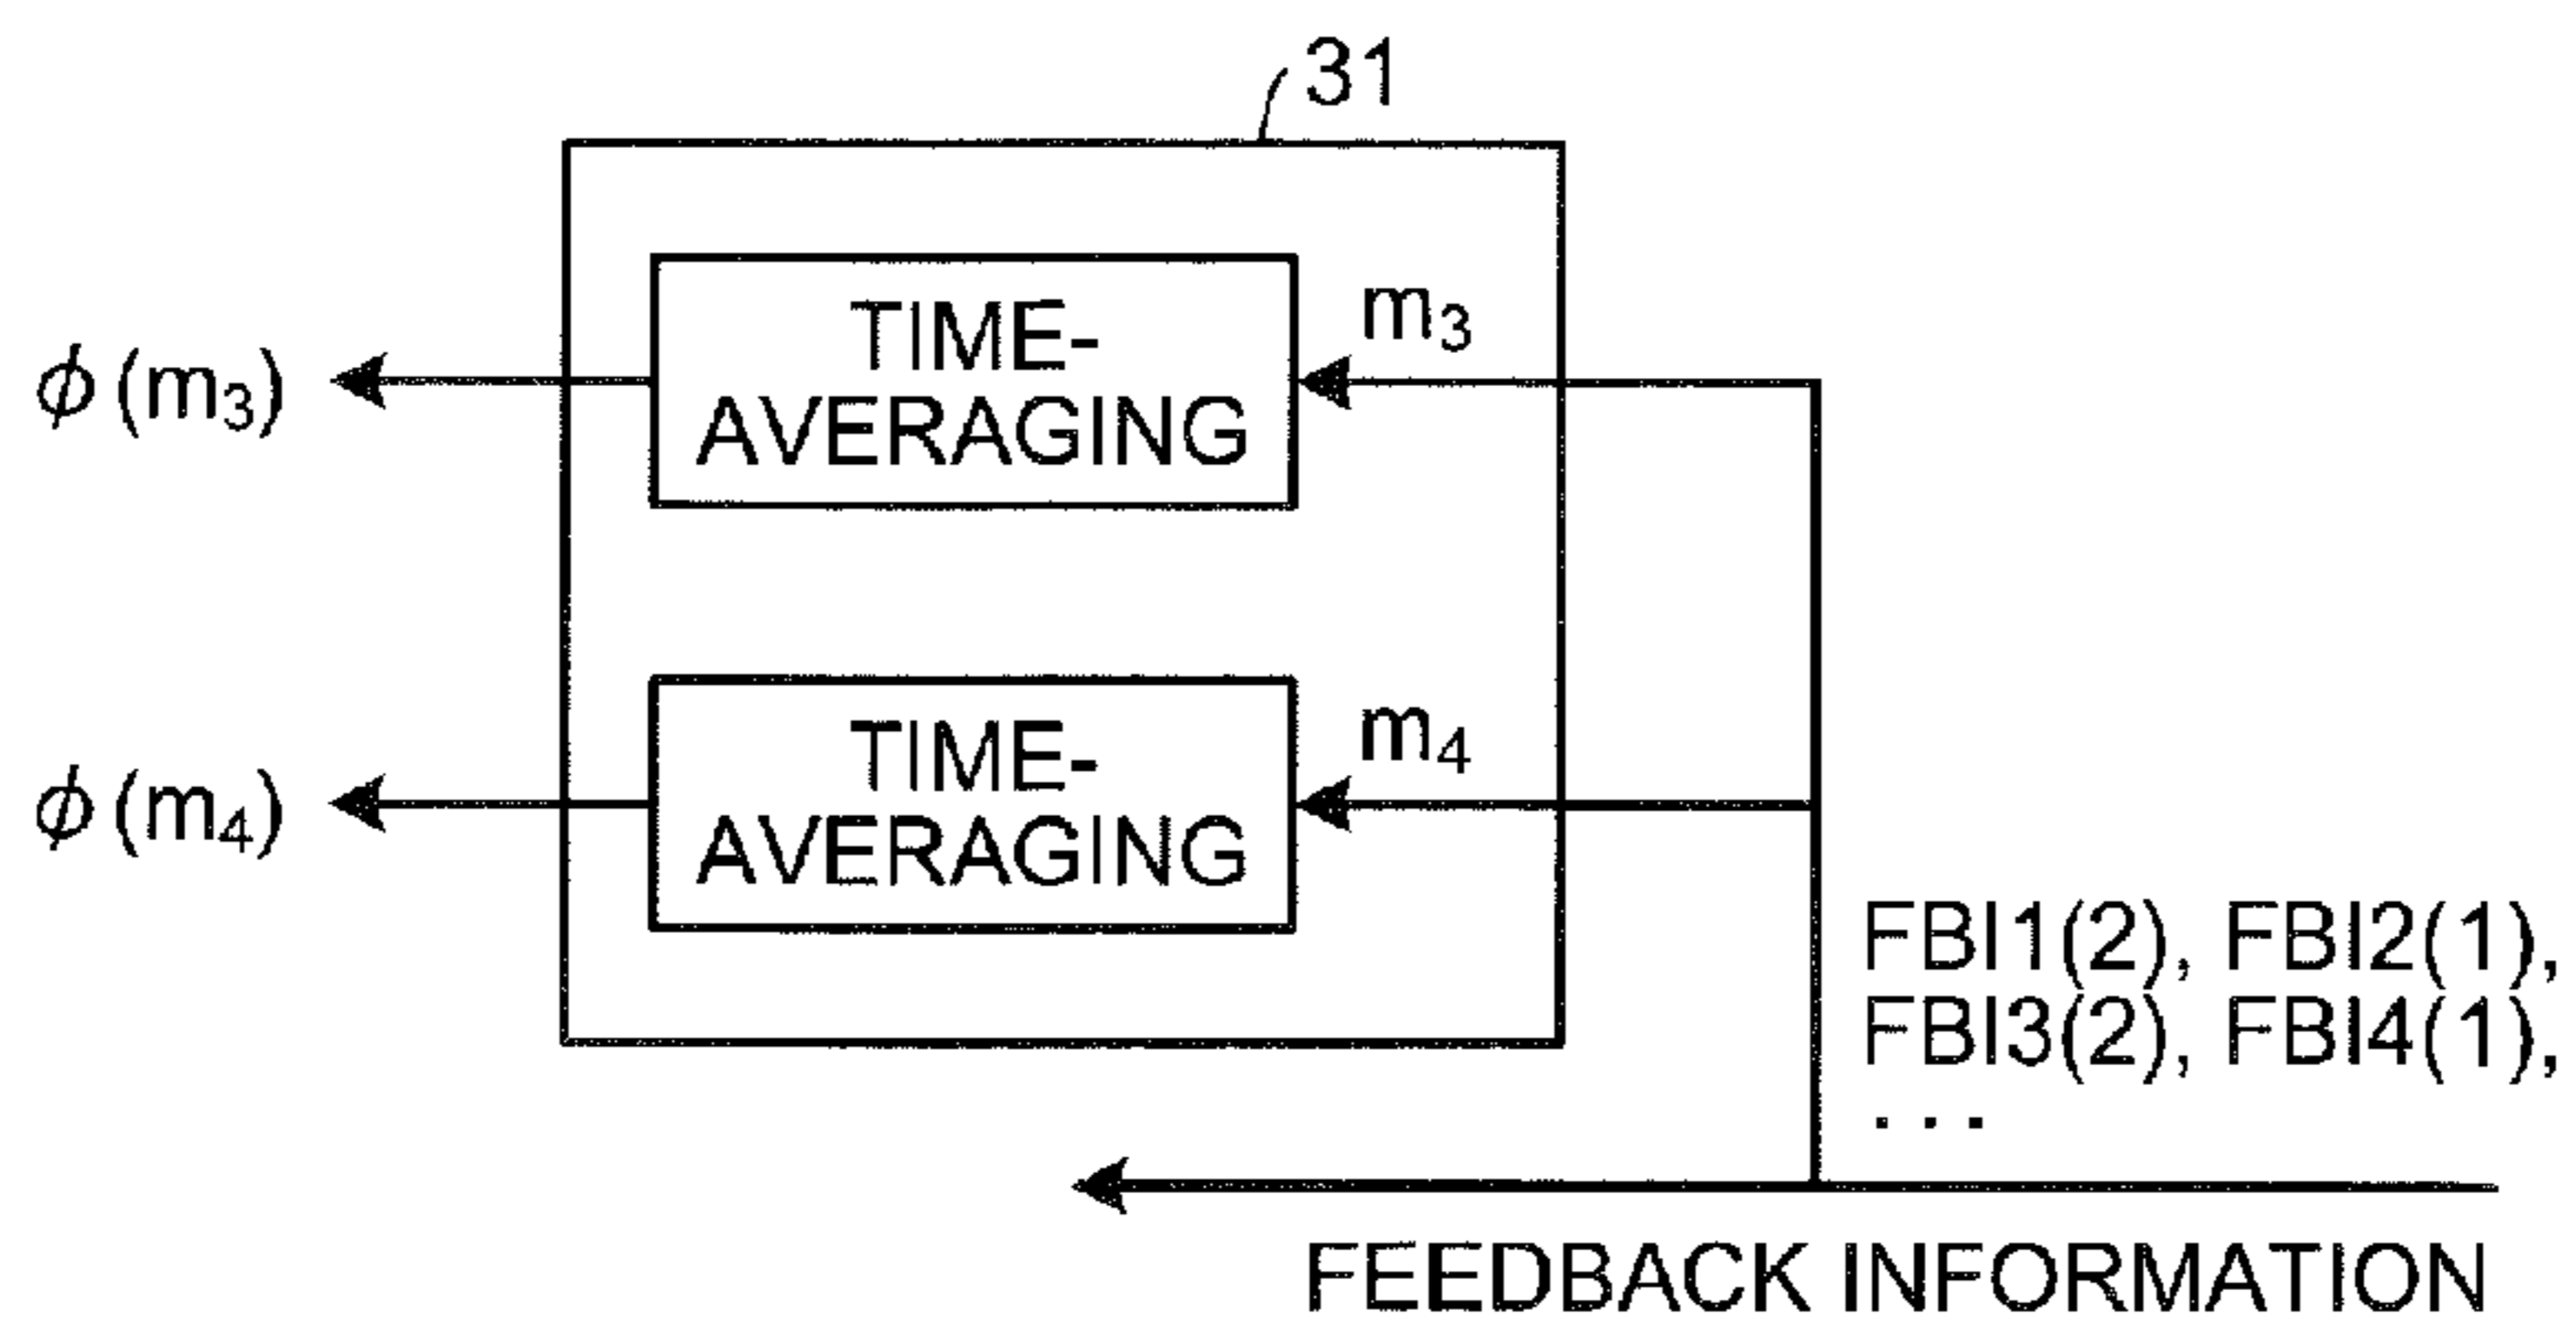 31
TIME-
AVERAGING
m₃
ϕ (m₃)
TIME-
AVERAGING
m₄
ϕ (m₄)
FBI1(2), FBI2(1),
FBI3(2), FBI4(1),
. . .
FEEDBACK INFORMATION